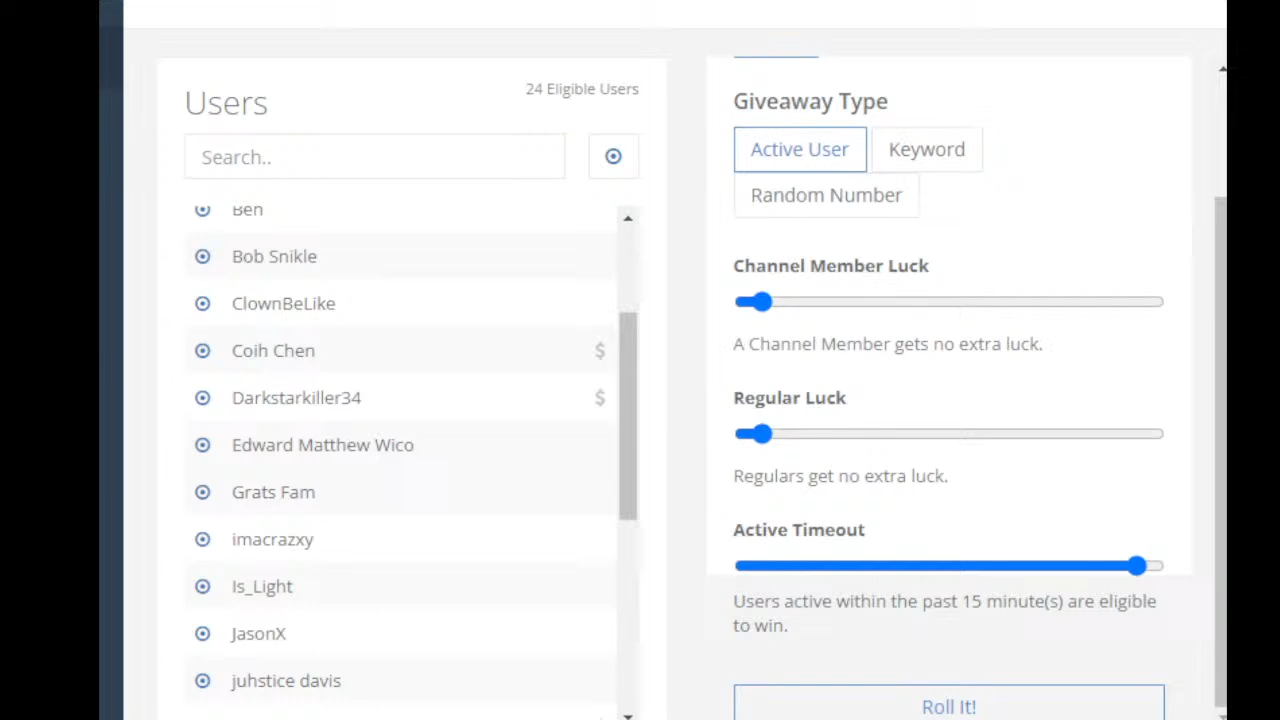 Users
24 Eligible Users
Search..
Ben
Bob Snikle
ClownBeLike
Coih Chen $
Darkstarkiller34 $
Edward Matthew Wico
Grats Fam
imacrazxy
Is_Light
JasonX
juhstice davis
Giveaway Type
Active User
Keyword
Random Number
Channel Member Luck
A Channel Member gets no extra luck.
Regular Luck
Regulars get no extra luck.
Active Timeout
Users active within the past 15 minute(s) are eligible
to win.
Roll It!